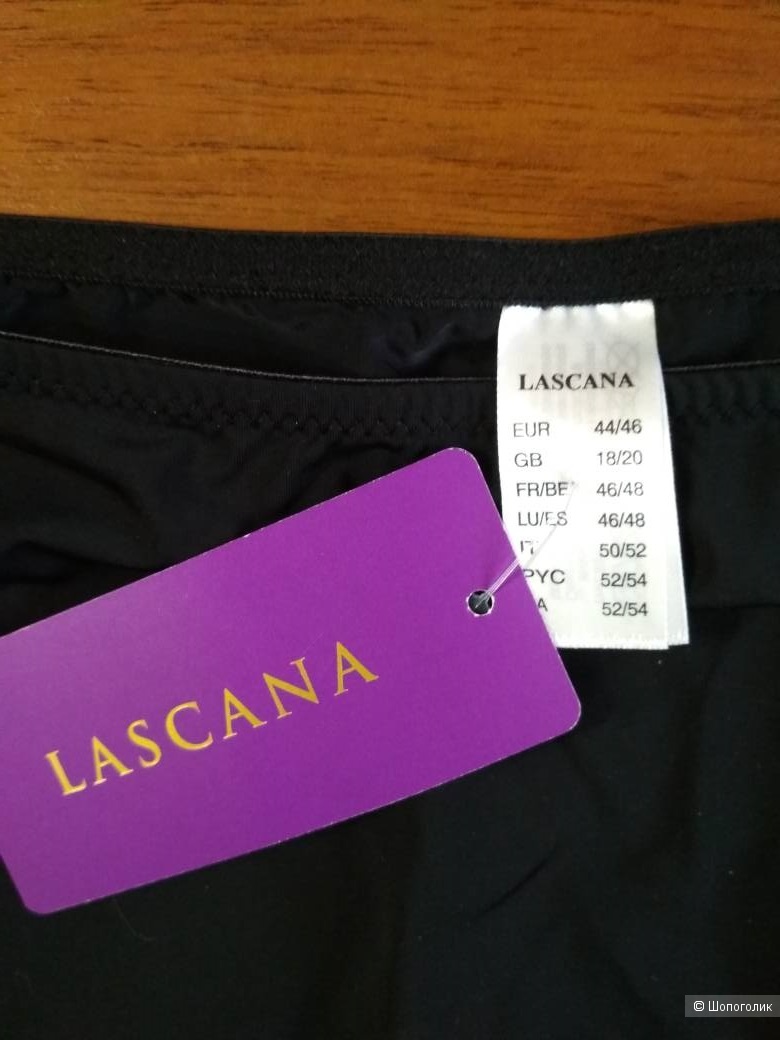 LASCANA
EUR 44/46
GB 18/20
FR/BE 46/48
LU/ES 46/48
IT 50/52
РУС 52/54
52/54
LASCANA
© Шопоголик